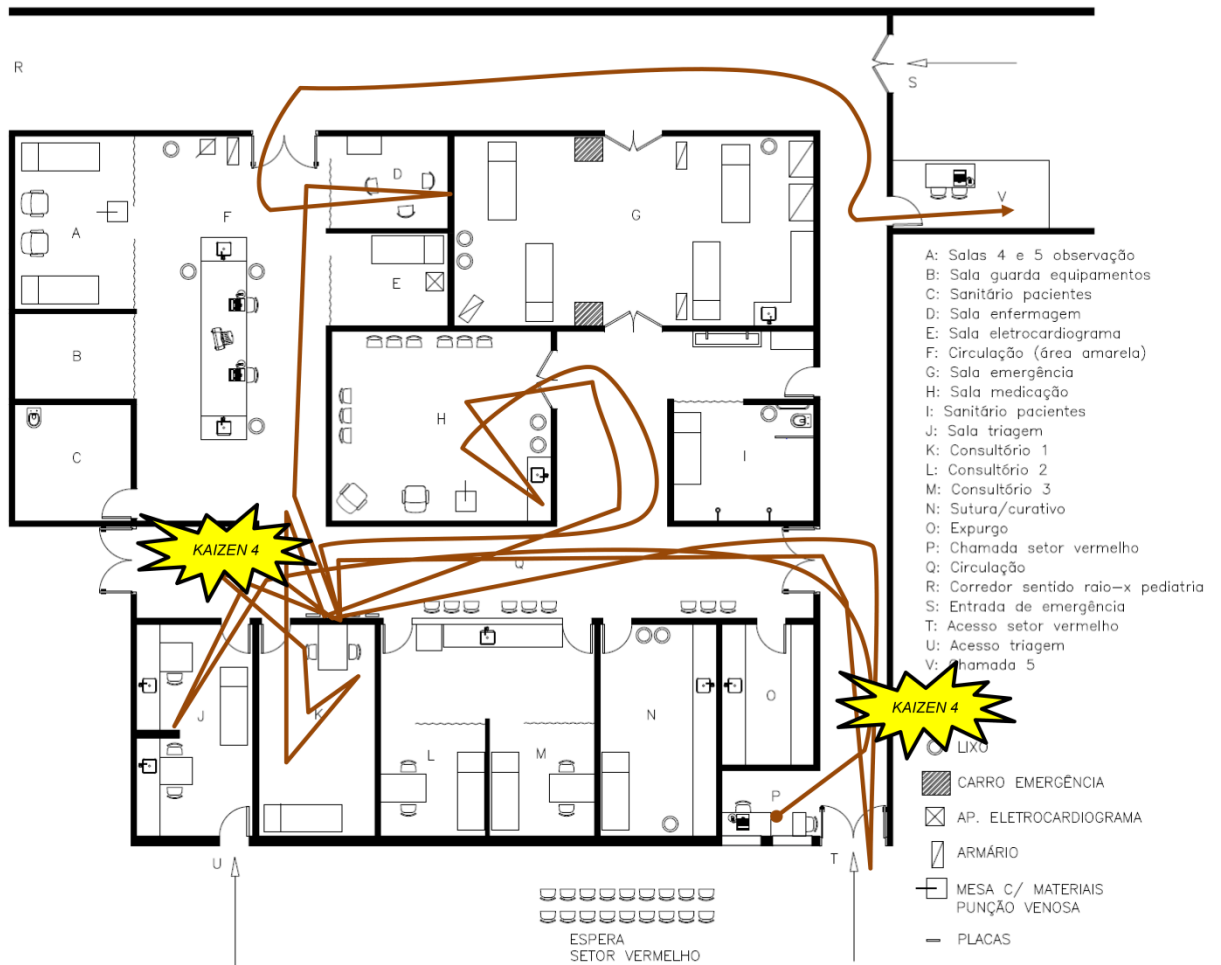 R
S
D
V
F
A
G
E
B
H
C
I
Q
KAIZEN 4
A: Salas 4 e 5 observação
B: Sala guarda equipamentos
C: Sanitário pacientes
D: Sala enfermagem
E: Sala eletrocardiograma
F: Circulação (área amarela)
G: Sala emergência
H: Sala medicação
I: Sanitário pacientes
J: Sala triagem
K: Consultório 1
L: Consultório 2
M: Consultório 3
N: Sutura/curativo
O: Expurgo
P: Chamada setor vermelho
Q: Circulação
R: Corredor sentido raio-x pediatria
S: Entrada de emergência
T: Acesso setor vermelho
U: Acesso triagem
V: Chamada 5
KAIZEN 4
J
K
L
M
N
O
P
U
T
LIXO
CARRO EMERGÊNCIA
AP. ELETROCARDIOGRAMA
ARMÁRIO
MESA C/ MATERIAIS
PUNÇÃO VENOSA
PLACAS
ESPERA
SETOR VERMELHO